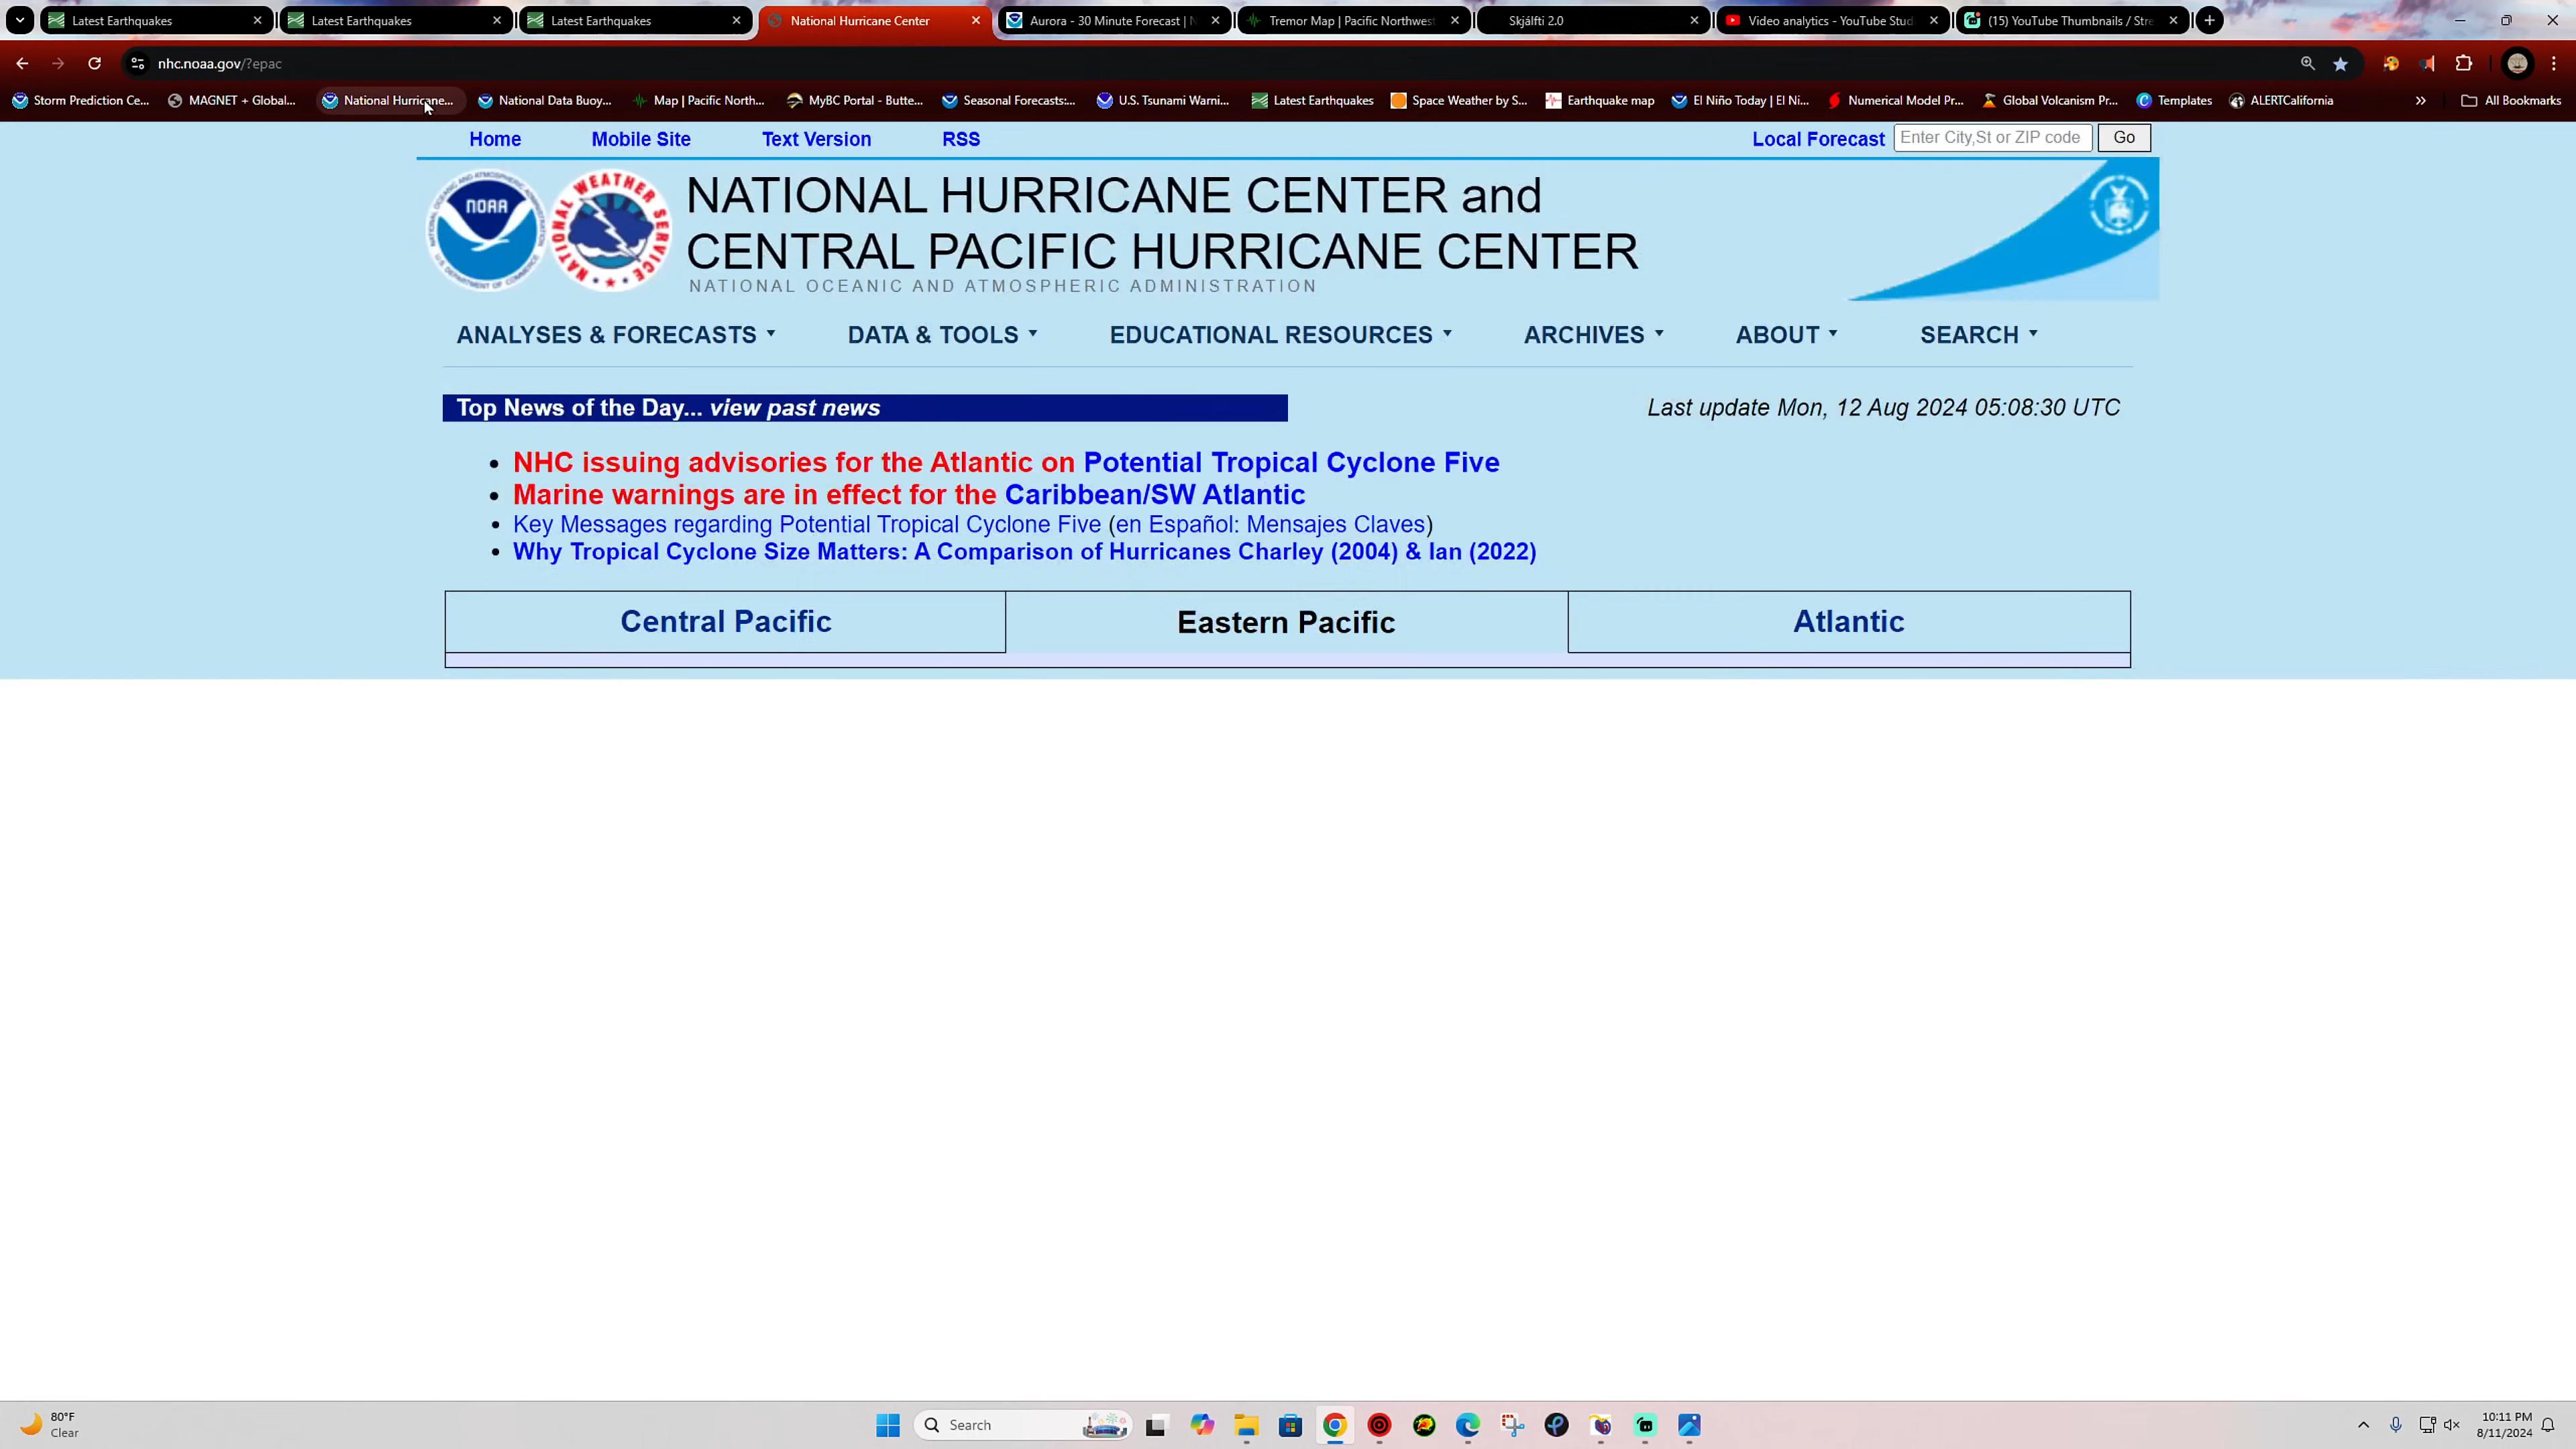 Latest Earthquakes
Latest Earthquakes
Latest Earthquakes
National Hurricane Center
Aurora - 30 Minute Forecast | N
Tremor Map | Pacific Northwest
Skjálfti 2.0
Video analytics - YouTube Stud
(15) YouTube Thumbnails / Stre
nhc.noaa.gov/?epac
Storm Prediction Ce...
MAGNET + Global...
National Hurricane...
National Data Buoy...
Map | Pacific North...
MyBC Portal - Butte...
Seasonal Forecasts:...
U.S. Tsunami Warni...
Latest Earthquakes
Space Weather by S...
Earthquake map
El Niño Today | El Ni...
Numerical Model Pr...
Global Volcanism Pr...
Templates
ALERTCalifornia
All Bookmarks
Home
Mobile Site
Text Version
RSS
Local Forecast
Enter City,St or ZIP code
Go
NOAA
NATIONAL WEATHER SERVICE
NATIONAL HURRICANE CENTER and
CENTRAL PACIFIC HURRICANE CENTER
NATIONAL OCEANIC AND ATMOSPHERIC ADMINISTRATION
ANALYSES & FORECASTS
DATA & TOOLS
EDUCATIONAL RESOURCES
ARCHIVES
ABOUT
SEARCH
Top News of the Day... view past news
Last update Mon, 12 Aug 2024 05:08:30 UTC
NHC issuing advisories for the Atlantic on Potential Tropical Cyclone Five
Marine warnings are in effect for the Caribbean/SW Atlantic
Key Messages regarding Potential Tropical Cyclone Five (en Español: Mensajes Claves)
Why Tropical Cyclone Size Matters: A Comparison of Hurricanes Charley (2004) & Ian (2022)
Central Pacific
Eastern Pacific
Atlantic
80°F
Clear
Search
10:11 PM
8/11/2024